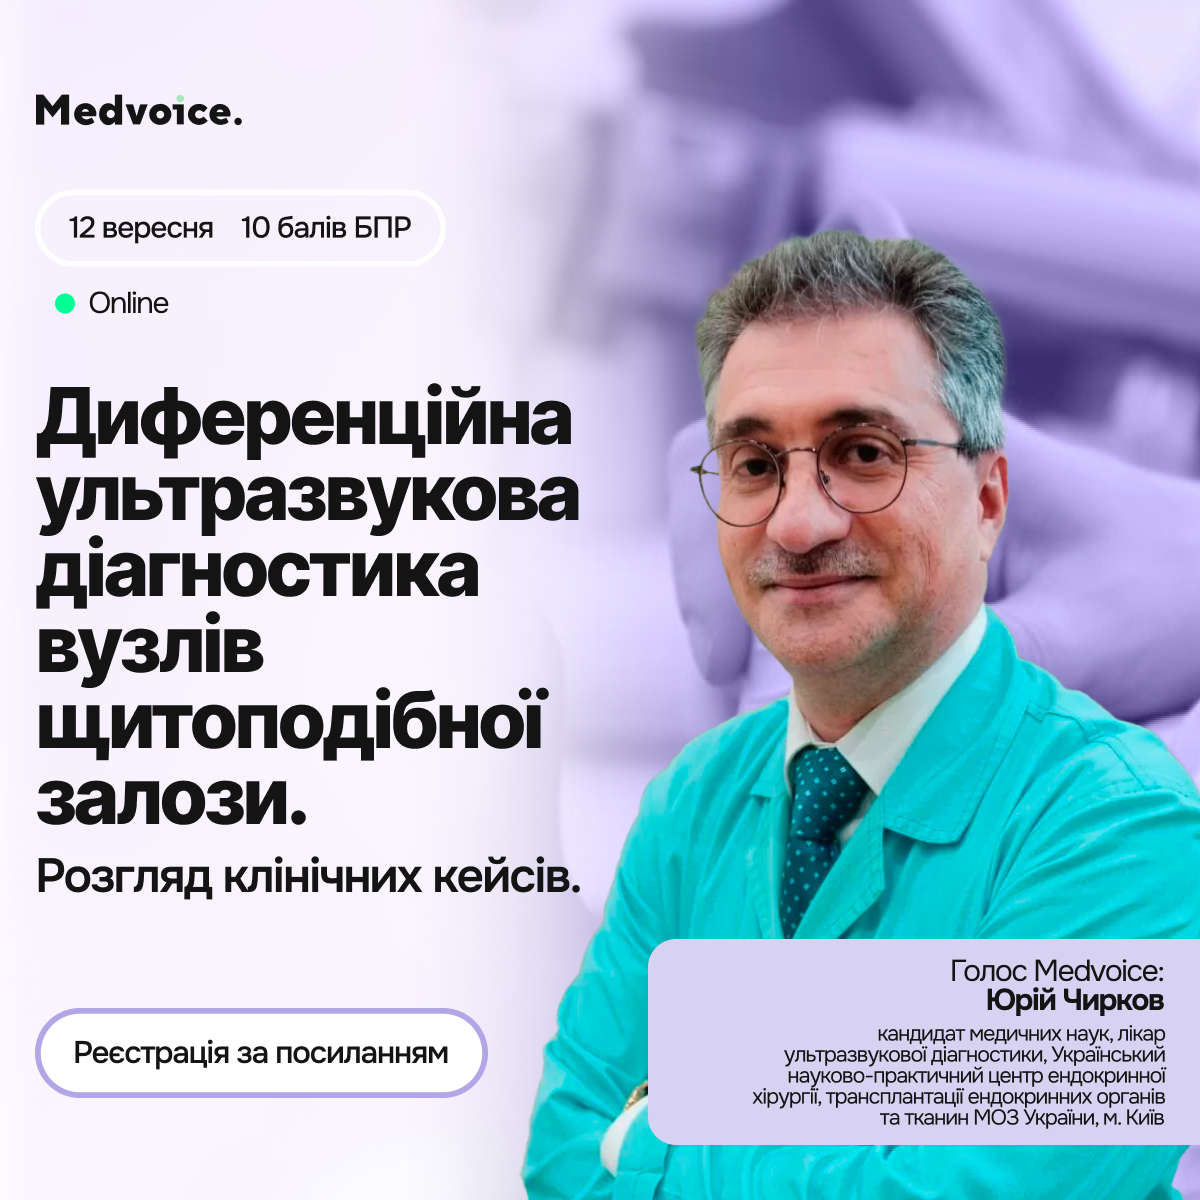 Medvoice.
12 вересня 10 балів БПР
Online
Диференційна
ультразвукова
діагностика
вузлів
щитоподібної
залози.
Розгляд клінічних кейсів.
Реєстрація за посиланням
Голос Medvoice:
Юрій Чирков
кандидат медичних наук, лікар
ультразвукової діагностики, Український
науково-практичний центр ендокринної
хірургії, трансплантації ендокринних органів
та тканин МОЗ України, м. Київ